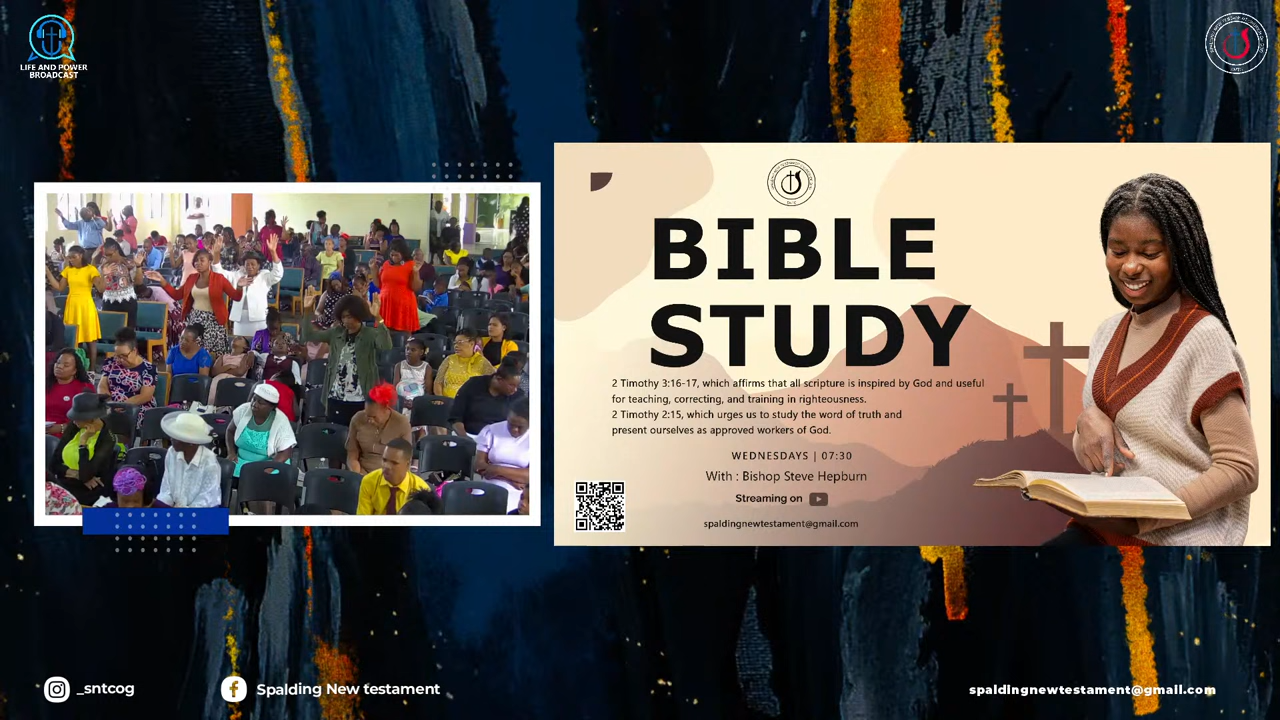 LIFE AND POWER
BROADCAST
BIBLE
STUDY
2 Timothy 3:16-17, which affirms that all scripture is inspired by God and useful
for teaching, correcting, and training in righteousness.
2 Timothy 2:15, which urges us to study the word of truth and
present ourselves as approved workers of God.
WEDNESDAYS | 07:30
With : Bishop Steve Hepburn
Streaming on
spaldingnewtestament@gmail.com
_sntcog
Spalding New testament
spaldingnewtestament@gmail.com